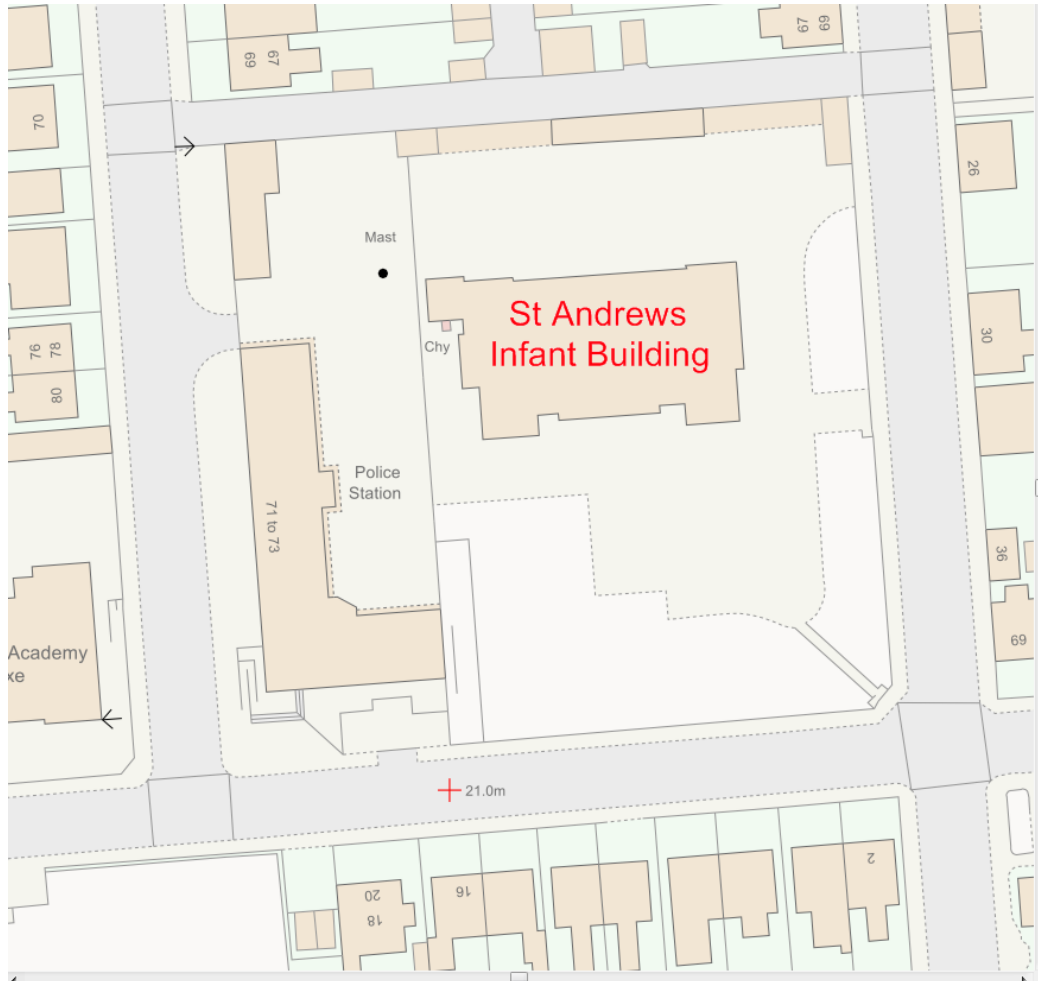 69
67
67
69
70
26
Mast
St Andrews
Infant Building
Chy
30
76
78
80
Police
Station
71 to 73
36
69
Academy
xe
21.0m
2
16
20
18